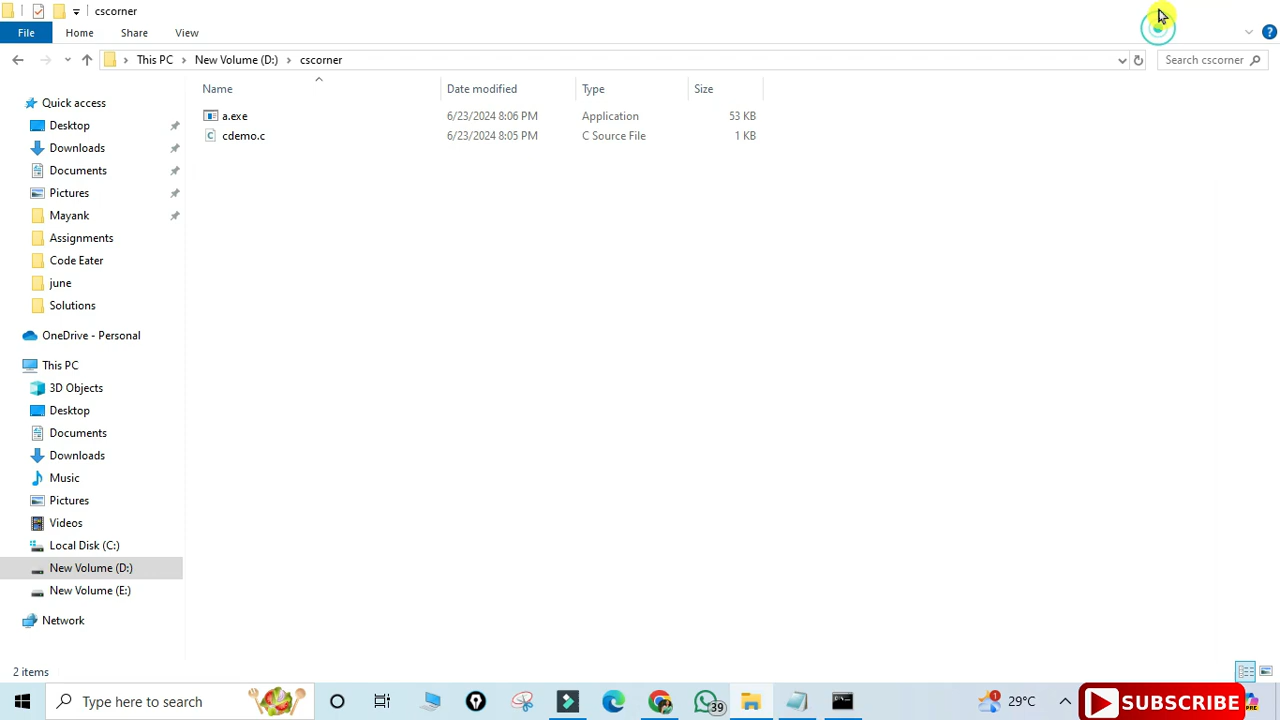 cscorner
File Home Share View
This PC New Volume (D:) cscorner Search cscorner
Name Date modified Type Size
a.exe 6/23/2024 8:06 PM Application 53 KB
cdemo.c 6/23/2024 8:05 PM C Source File 1 KB
Quick access
Desktop
Downloads
Documents
Pictures
Mayank
Assignments
Code Eater
june
Solutions
OneDrive - Personal
This PC
3D Objects
Desktop
Documents
Downloads
Music
Pictures
Videos
Local Disk (C:)
New Volume (D:)
New Volume (E:)
Network
2 items
Type here to search 39 1 29°C SUBSCRIBE PRE